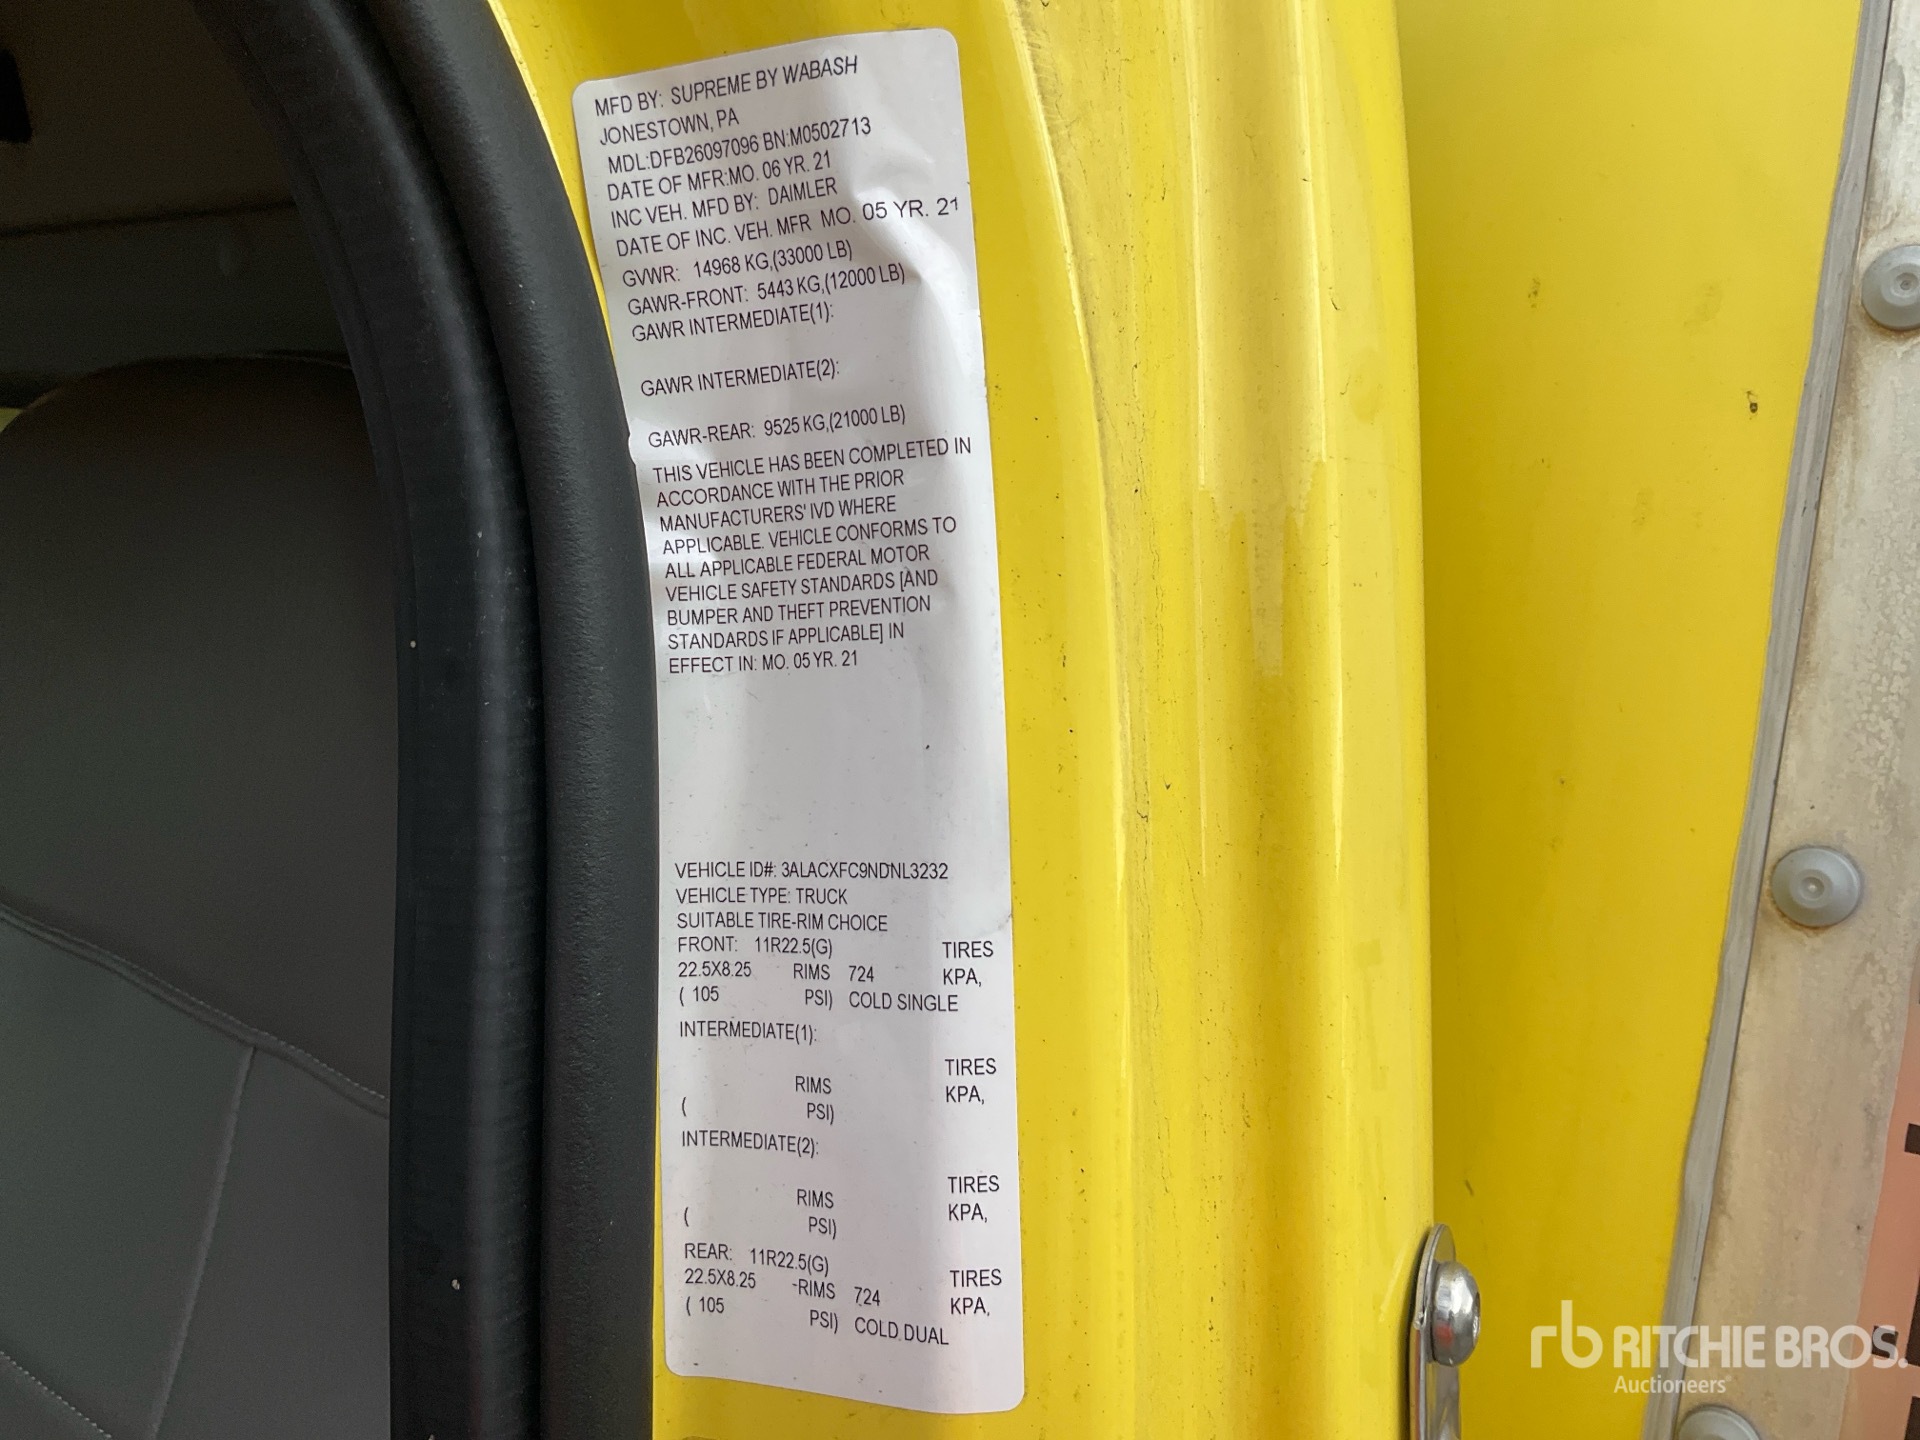 MFD BY: SUPREME BY WABASH
JONESTOWN, PA
MDL:DFB26097096 BN:M0502713
DATE OF MFR:MO. 06 YR. 21
INC VEH. MFD BY: DAIMLER
DATE OF INC. VEH. MFR MO. 05 YR. 21
GVWR: 14968 KG,(33000 LB)
GAWR-FRONT: 5443 KG,(12000 LB)
GAWR INTERMEDIATE(1):
GAWR INTERMEDIATE(2):
GAWR-REAR: 9525 KG,(21000 LB)
THIS VEHICLE HAS BEEN COMPLETED IN
ACCORDANCE WITH THE PRIOR
MANUFACTURERS' IVD WHERE
APPLICABLE. VEHICLE CONFORMS TO
ALL APPLICABLE FEDERAL MOTOR
VEHICLE SAFETY STANDARDS [AND
BUMPER AND THEFT PREVENTION
STANDARDS IF APPLICABLE] IN
EFFECT IN: MO. 05 YR. 21
VEHICLE ID#: 3ALACXFC9NDNL3232
VEHICLE TYPE: TRUCK
SUITABLE TIRE-RIM CHOICE
FRONT: 11R22.5(G) TIRES
22.5X8.25 RIMS 724 KPA,
( 105 PSI) COLD SINGLE
INTERMEDIATE(1):
TIRES
RIMS KPA,
( PSI)
INTERMEDIATE(2):
TIRES
RIMS KPA,
( PSI)
REAR: 11R22.5(G) TIRES
22.5X8.25 -RIMS 724 KPA,
( 105 PSI) COLD DUAL
rb RITCHIE BROS.
Auctioneers